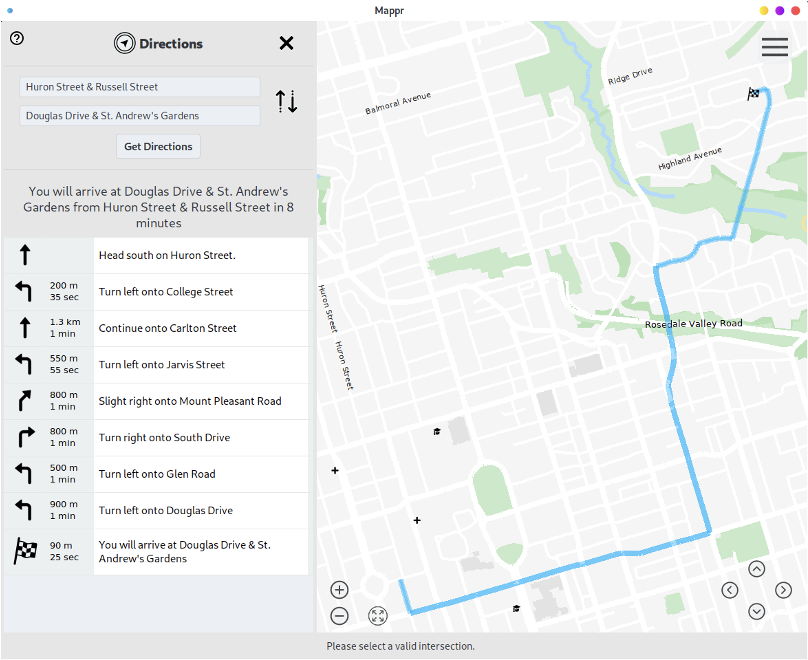 Mappr
Directions
Huron Street & Russell Street
Douglas Drive & St. Andrew's Gardens
Get Directions
You will arrive at Douglas Drive & St. Andrew's
Gardens from Huron Street & Russell Street in 8
minutes
Head south on Huron Street.
200 m
35 sec
Turn left onto College Street
1.3 km
1 min
Continue onto Carlton Street
550 m
55 sec
Turn left onto Jarvis Street
800 m
1 min
Slight right onto Mount Pleasant Road
800 m
1 min
Turn right onto South Drive
500 m
1 min
Turn left onto Glen Road
900 m
1 min
Turn left onto Douglas Drive
90 m
25 sec
You will arrive at Douglas Drive & St.
Andrew's Gardens
Ridge Drive
Balmoral Avenue
Highland Avenue
Huron Street
Huron Street
Rosedale Valley Road
Please select a valid intersection.